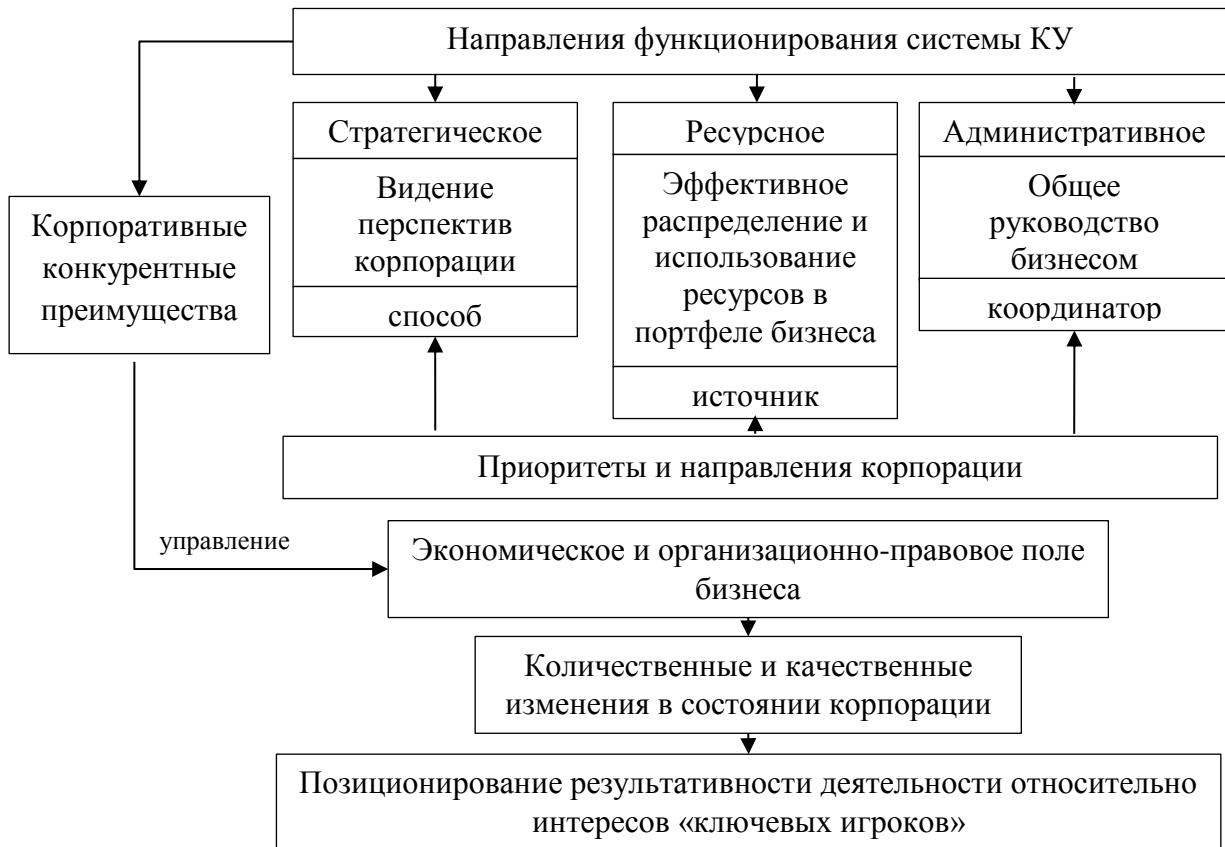 Направления функционирования системы КУ
Стратегическое
Видение
перспектив
корпорации
способ
Ресурсное
Эффективное
распределение и
использование
ресурсов в
портфеле бизнеса
источник
Административное
Общее
руководство
бизнесом
координатор
Корпоративные
конкурентные
преимущества
Приоритеты и направления корпорации
управление
Экономическое и организационно-правовое поле
бизнеса
Количественные и качественные
изменения в состоянии корпорации
Позиционирование результативности деятельности относительно
интересов «ключевых игроков»